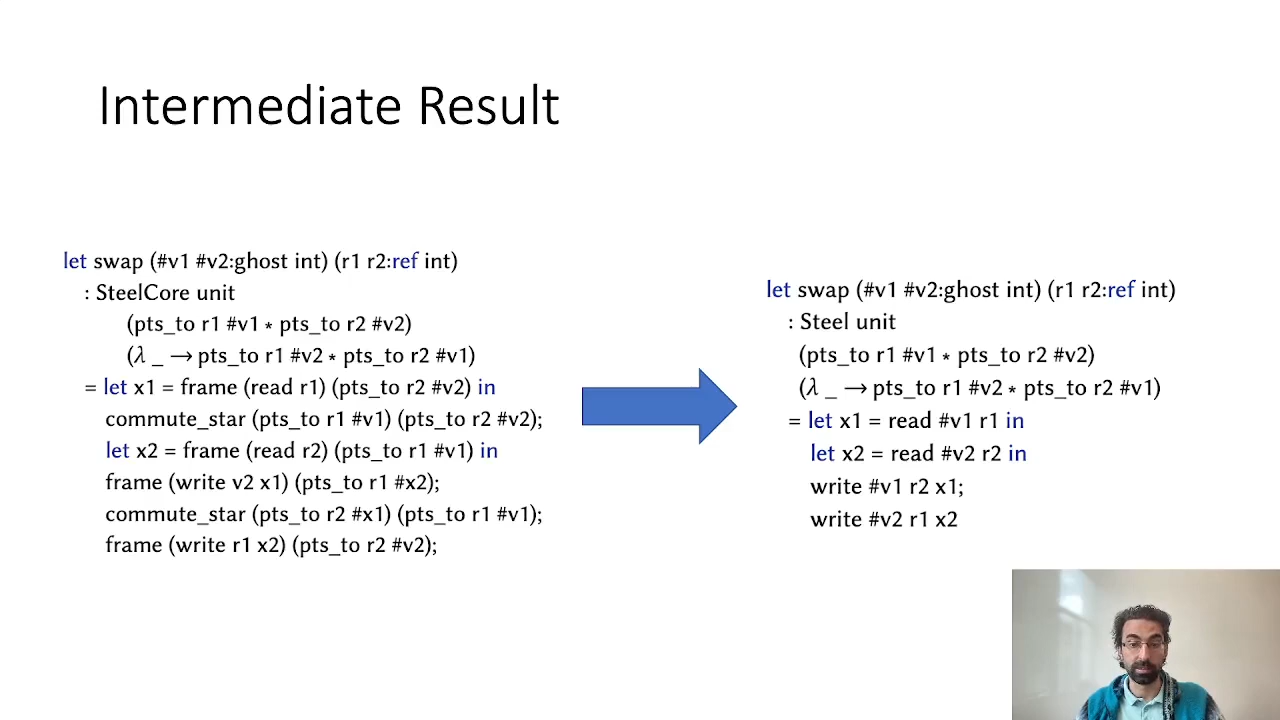 Intermediate Result
let swap (#v1 #v2:ghost int) (r1 r2:ref int)
: SteelCore unit
(pts_to r1 #v1 * pts_to r2 #v2)
(λ _ → pts_to r1 #v2 * pts_to r2 #v1)
= let x1 = frame (read r1) (pts_to r2 #v2) in
commute_star (pts_to r1 #v1) (pts_to r2 #v2);
let x2 = frame (read r2) (pts_to r1 #v1) in
frame (write v2 x1) (pts_to r1 #x2);
commute_star (pts_to r2 #x1) (pts_to r1 #v1);
frame (write r1 x2) (pts_to r2 #v2);
let swap (#v1 #v2:ghost int) (r1 r2:ref int)
: Steel unit
(pts_to r1 #v1 * pts_to r2 #v2)
(λ _ → pts_to r1 #v2 * pts_to r2 #v1)
= let x1 = read #v1 r1 in
let x2 = read #v2 r2 in
write #v1 r2 x1;
write #v2 r1 x2